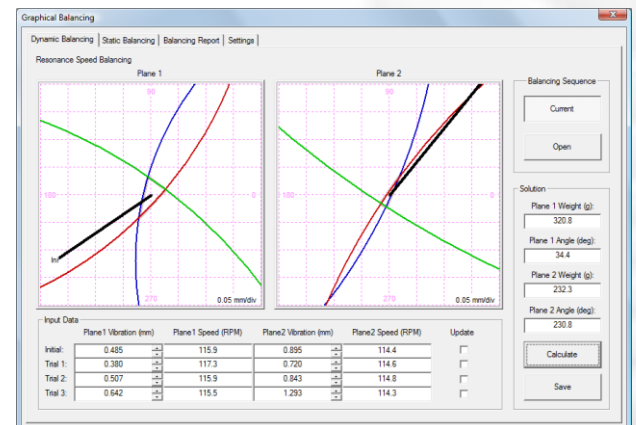 Graphical Balancing
Dynamic Balancing Static Balancing Balancing Report Settings
Resonance Speed Balancing
Plane 1 Plane 2
90 90
180 0 180 0
Ini
270 0.05 mm/div 270 0.05 mm/div
Balancing Sequence
Current
Open
Solution
Plane 1 Weight (g):
320.8
Plane 1 Angle (deg):
34.4
Plane 2 Weight (g):
232.3
Plane 2 Angle (deg):
230.8
Calculate
Save
Input Data
Plane1 Vibration (mm) Plane1 Speed (RPM) Plane2 Vibration (mm) Plane2 Speed (RPM) Update
Initial: 0.485 115.9 0.895 114.4
Trial 1: 0.380 117.3 0.720 114.6
Trial 2: 0.507 115.9 0.843 114.8
Trial 3: 0.642 115.5 1.293 114.3